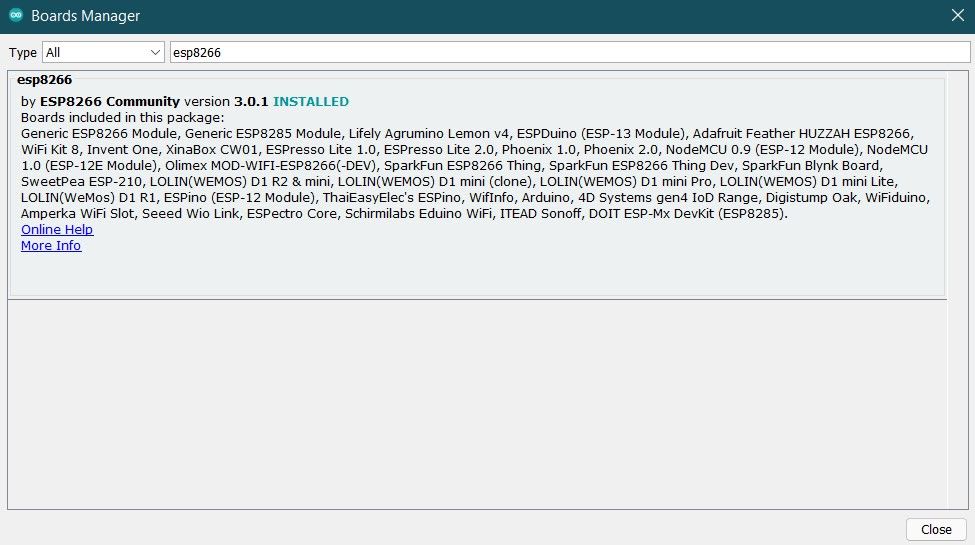 Boards Manager
Type All esp8266
esp8266
by ESP8266 Community version 3.0.1 INSTALLED
Boards included in this package:
Generic ESP8266 Module, Generic ESP8285 Module, Lifely Agrumino Lemon v4, ESPDuino (ESP-13 Module), Adafruit Feather HUZZAH ESP8266,
WiFi Kit 8, Invent One, XinaBox CW01, ESPresso Lite 1.0, ESPresso Lite 2.0, Phoenix 1.0, Phoenix 2.0, NodeMCU 0.9 (ESP-12 Module), NodeMCU
1.0 (ESP-12E Module), Olimex MOD-WIFI-ESP8266(-DEV), SparkFun ESP8266 Thing, SparkFun ESP8266 Thing Dev, SparkFun Blynk Board,
SweetPea ESP-210, LOLIN(WEMOS) D1 R2 & mini, LOLIN(WEMOS) D1 mini (clone), LOLIN(WEMOS) D1 mini Pro, LOLIN(WEMOS) D1 mini Lite,
LOLIN(WeMos) D1 R1, ESPino (ESP-12 Module), ThaiEasyElec's ESPino, WifInfo, Arduino, 4D Systems gen4 IoD Range, Digistump Oak, WiFiduino,
Amperka WiFi Slot, Seeed Wio Link, ESPectro Core, Schirmilabs Eduino WiFi, ITEAD Sonoff, DOIT ESP-Mx DevKit (ESP8285).
Online Help
More Info
Close